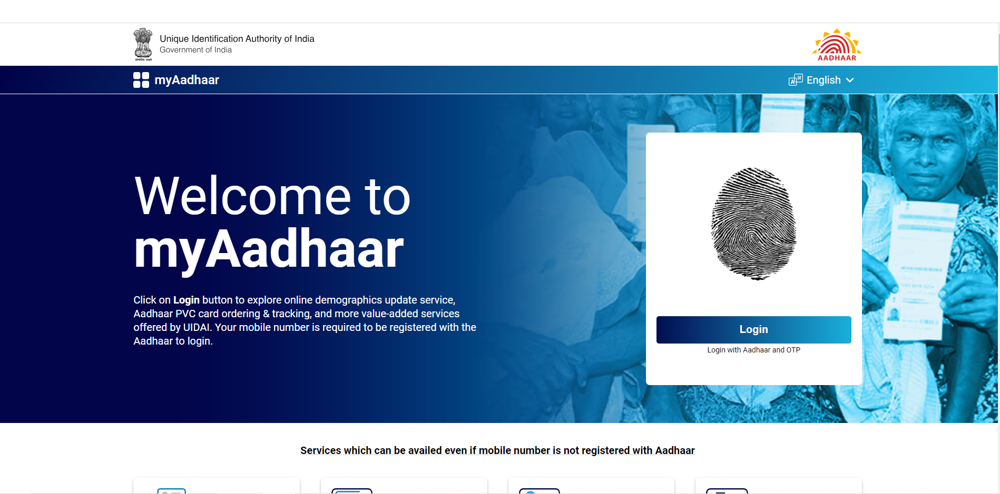 सत्यमेव जयते
Unique Identification Authority of India
Government of India
AADHAAR
myAadhaar
English
Welcome to
myAadhaar
Click on Login button to explore online demographics update service,
Aadhaar PVC card ordering & tracking, and more value-added services
offered by UIDAI. Your mobile number is required to be registered with the
Aadhaar to login.
Login
Login with Aadhaar and OTP
Services which can be availed even if mobile number is not registered with Aadhaar